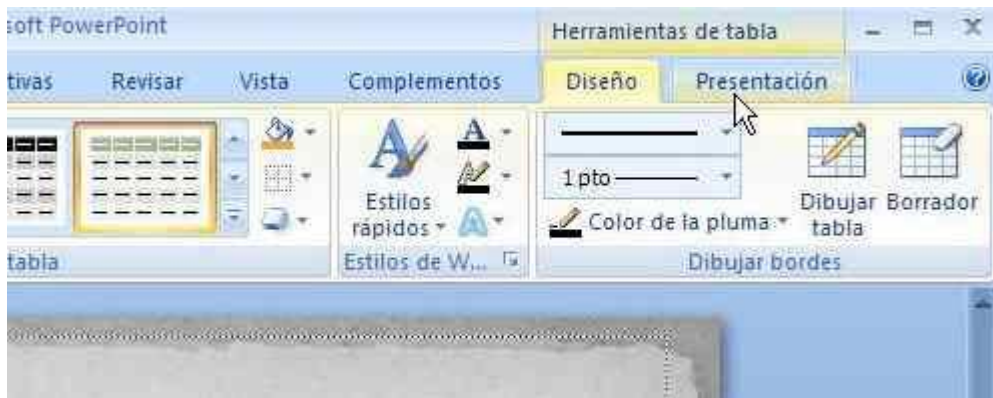 soft PowerPoint
Herramientas de tabla
tivas Revisar Vista Complementos Diseño Presentación
A A
1 pto
Estilos rápidos
A
Color de la pluma
Dibujar tabla
Borrador
tabla
Estilos de W...
Dibujar bordes